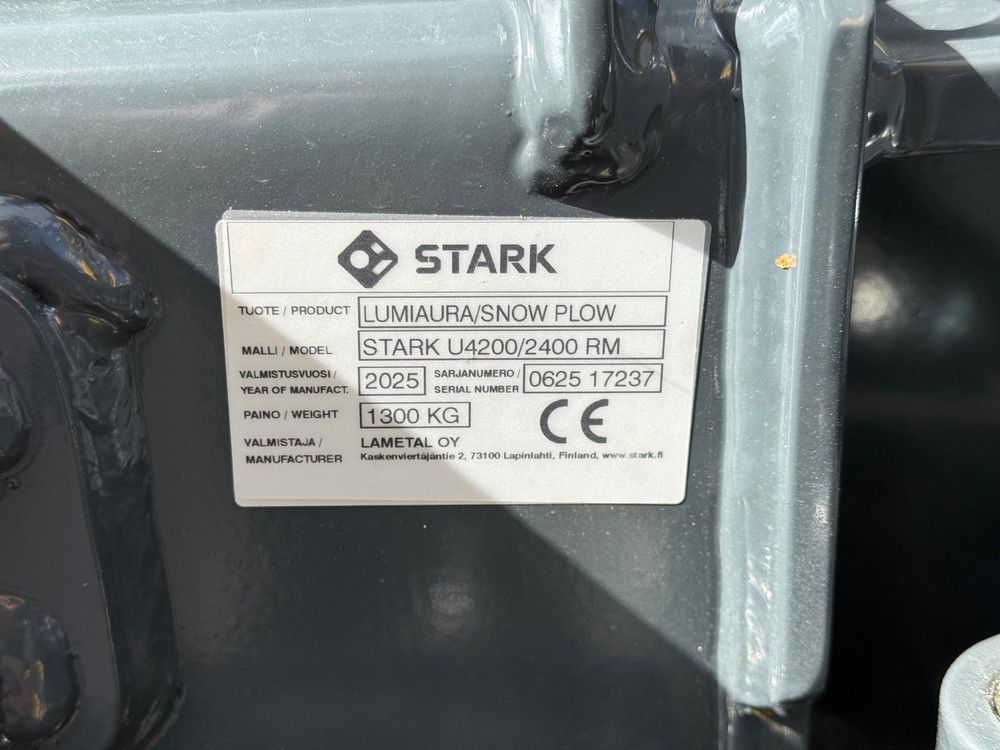 STARK
TUOTE / PRODUCT LUMIAURA/SNOW PLOW
MALLI / MODEL STARK U4200/2400 RM
VALMISTUSVUOSI / YEAR OF MANUFACT. 2025 SARJANUMERO / SERIAL NUMBER 0625 17237
PAINO / WEIGHT 1300 KG CE
VALMISTAJA / LAMETAL OY
MANUFACTURER Kaskenviertäjäntie 2, 73100 Lapinlahti, Finland, www.stark.fi